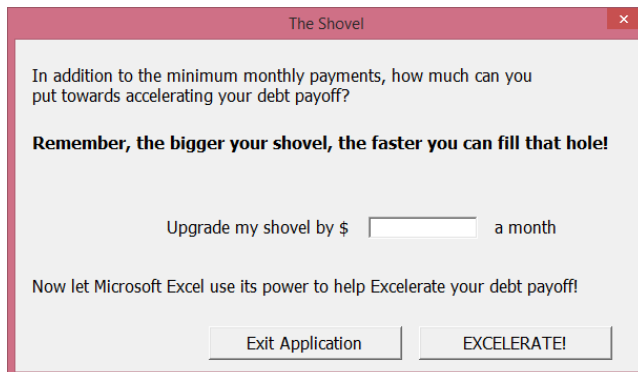 The Shovel
In addition to the minimum monthly payments, how much can you
put towards accelerating your debt payoff?
Remember, the bigger your shovel, the faster you can fill that hole!
Upgrade my shovel by $ a month
Now let Microsoft Excel use its power to help Excelerate your debt payoff!
Exit Application EXCELERATE!